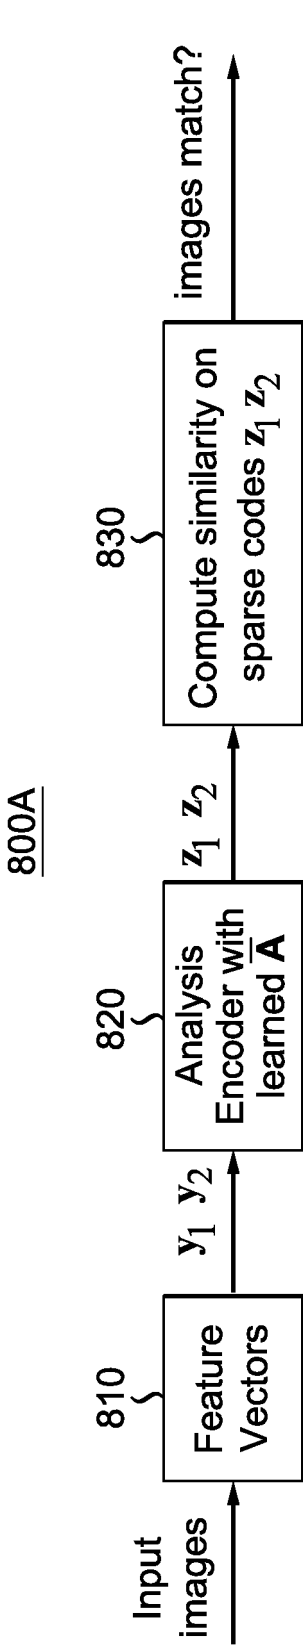 800A
Input
images
810
Feature
Vectors
y₁ y₂
820
Analysis
Encoder with
learned A̅
z₁ z₂
830
Compute similarity on
sparse codes z₁ z₂
images match?